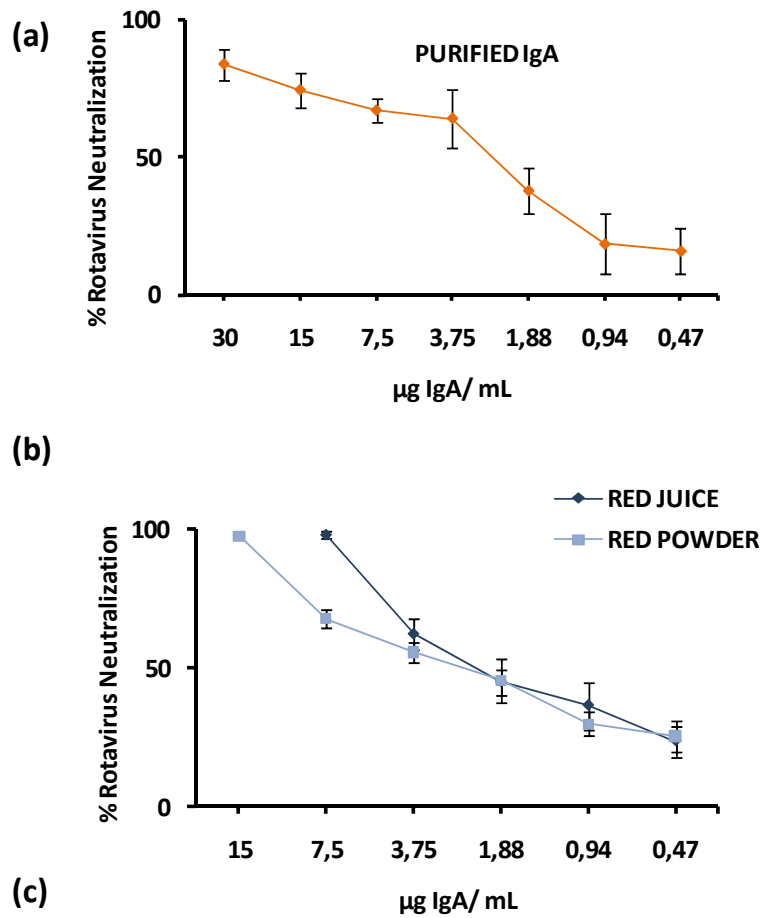 (a)
100
50
0
% Rotavirus Neutralization
PURIFIED IgA
30 15 7,5 3,75 1,88 0,94 0,47
µg IgA/ mL
(b)
RED JUICE
RED POWDER
100
50
0
% Rotavirus Neutralization
15 7,5 3,75 1,88 0,94 0,47
µg IgA/ mL
(c)